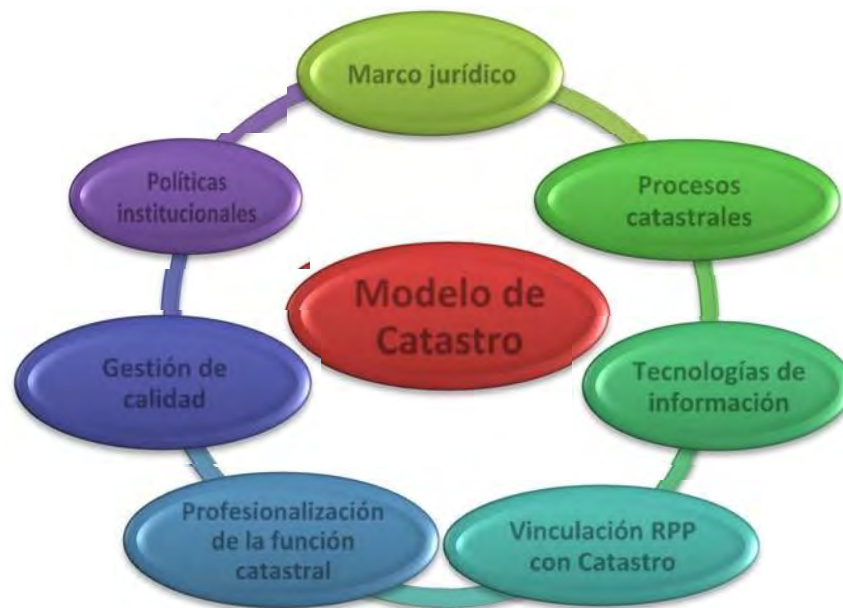 Marco jurídico
Procesos
catastrales
Tecnologías de
información
Vinculación RPP
con Catastro
Profesionalización
de la función
catastral
Gestión de
calidad
Políticas
institucionales
Modelo de
Catastro